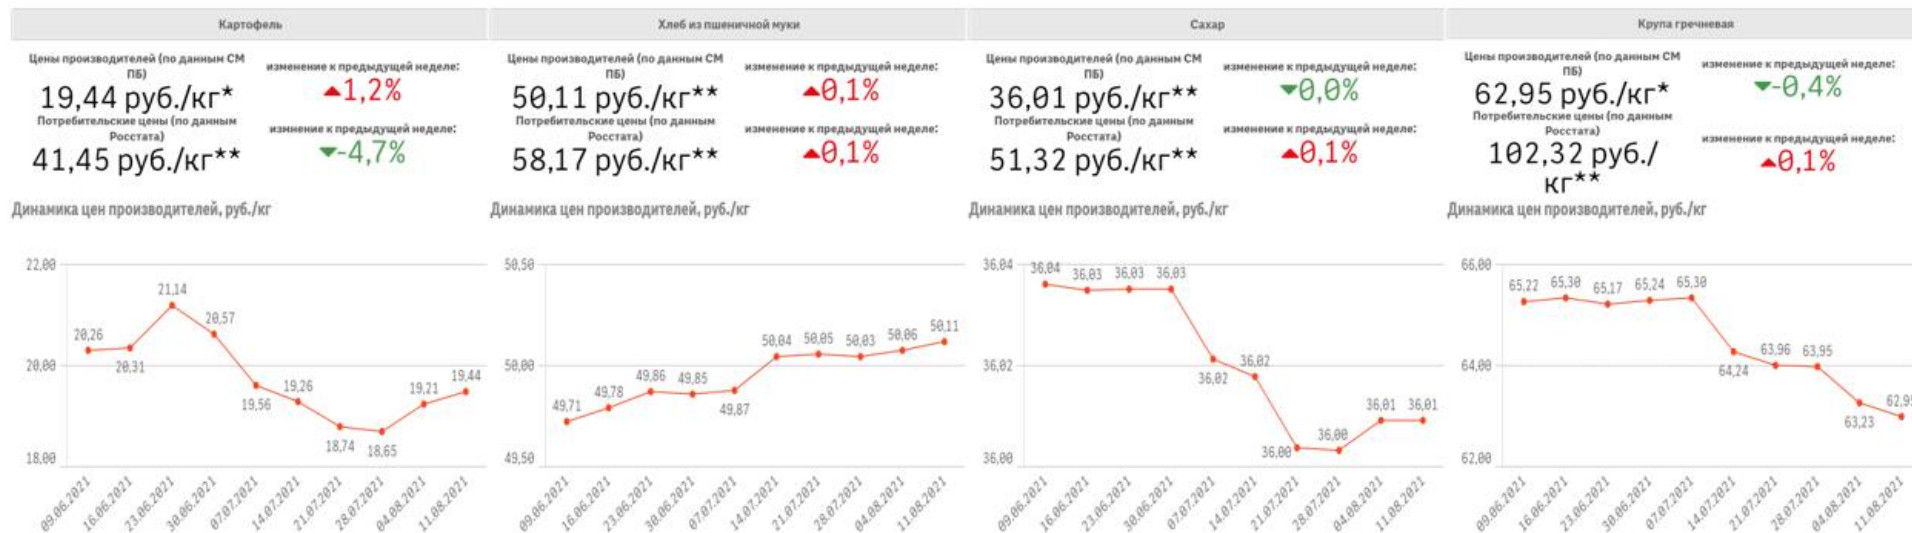 Картофель
Цены производителей (по данным СМ
ПБ)
изменение к предыдущей неделе:
19,44 руб./кг*
▲1,2%
Потребительские цены (по данным
Росстата)
измнение к предыдущей неделе:
41,45 руб./кг**
▼-4,7%
Динамика цен производителей, руб./кг
22,00
20,00
18,00
20,26
20,31
21,14
20,57
19,56
19,26
18,74
18,65
19,21
19,44
09.06.2021
16.06.2021
23.06.2021
30.06.2021
07.07.2021
14.07.2021
21.07.2021
28.07.2021
04.08.2021
11.08.2021
Хлеб из пшеничной муки
Цены производителей (по данным СМ
ПБ)
изменение к предыдущей неделе:
50,11 руб./кг**
▲0,1%
Потребительские цены (по данным
Росстата)
изменение к предыдущей неделе:
58,17 руб./кг**
▲0,1%
Динамика цен производителей, руб./кг
50,50
50,00
49,50
49,71
49,78
49,86
49,85
49,87
50,04
50,05
50,03
50,06
50,11
09.06.2021
16.06.2021
23.06.2021
30.06.2021
07.07.2021
14.07.2021
21.07.2021
28.07.2021
04.08.2021
11.08.2021
Сахар
Цены производителей (по данным СМ
ПБ)
изменение к предыдущей неделе:
36,01 руб./кг**
▼0,0%
Потребительские цены (по данным
Росстата)
изменение к предыдущей неделе:
51,32 руб./кг**
▲0,1%
Динамика цен производителей, руб./кг
36,04
36,02
36,00
36,04
36,03
36,03
36,03
36,02
36,02
36,00
36,00
36,01
36,01
09.06.2021
16.06.2021
23.06.2021
30.06.2021
07.07.2021
14.07.2021
21.07.2021
28.07.2021
04.08.2021
11.08.2021
Крупа гречневая
Цены производителей (по данным СМ
ПБ)
изменение к предыдущей неделе:
62,95 руб./кг*
▼-0,4%
Потребительские цены (по данным
Росстата)
изменение к предыдущей неделе:
102,32 руб./
кг**
▲0,1%
Динамика цен производителей, руб./кг
66,00
64,00
62,00
65,22
65,30
65,17
65,24
65,30
64,24
63,96
63,95
63,23
62,95
09.06.2021
16.06.2021
23.06.2021
30.06.2021
07.07.2021
14.07.2021
21.07.2021
28.07.2021
04.08.2021
11.08.2021